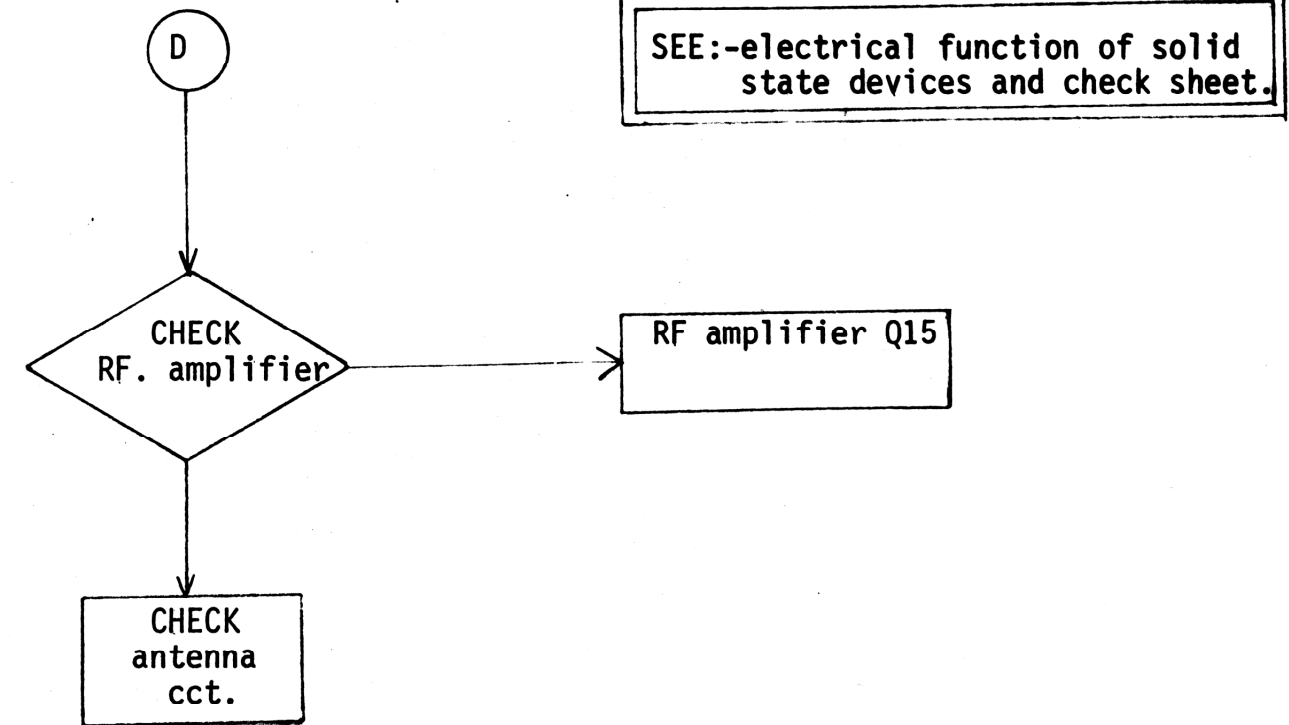 D
SEE:-electrical function of solid
state devices and check sheet.
CHECK
RF. amplifier
RF amplifier Q15
CHECK
antenna
cct.